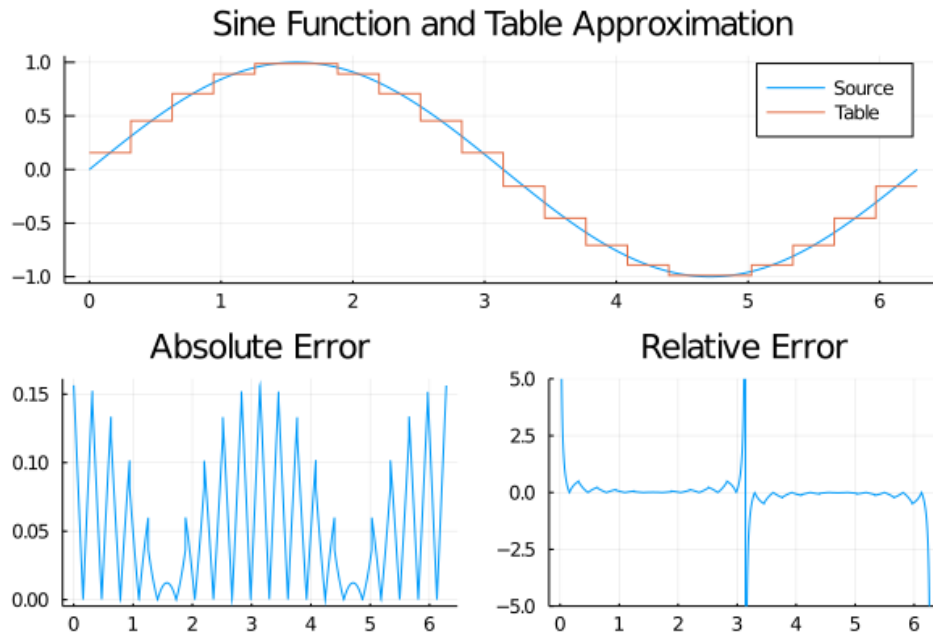 Sine Function and Table Approximation
1.0
0.5
0.0
−0.5
−1.0
Source
Table
0 1 2 3 4 5 6
Absolute Error
0.15
0.10
0.05
0.00
0 1 2 3 4 5 6
Relative Error
5.0
2.5
0.0
−2.5
−5.0
0 1 2 3 4 5 6